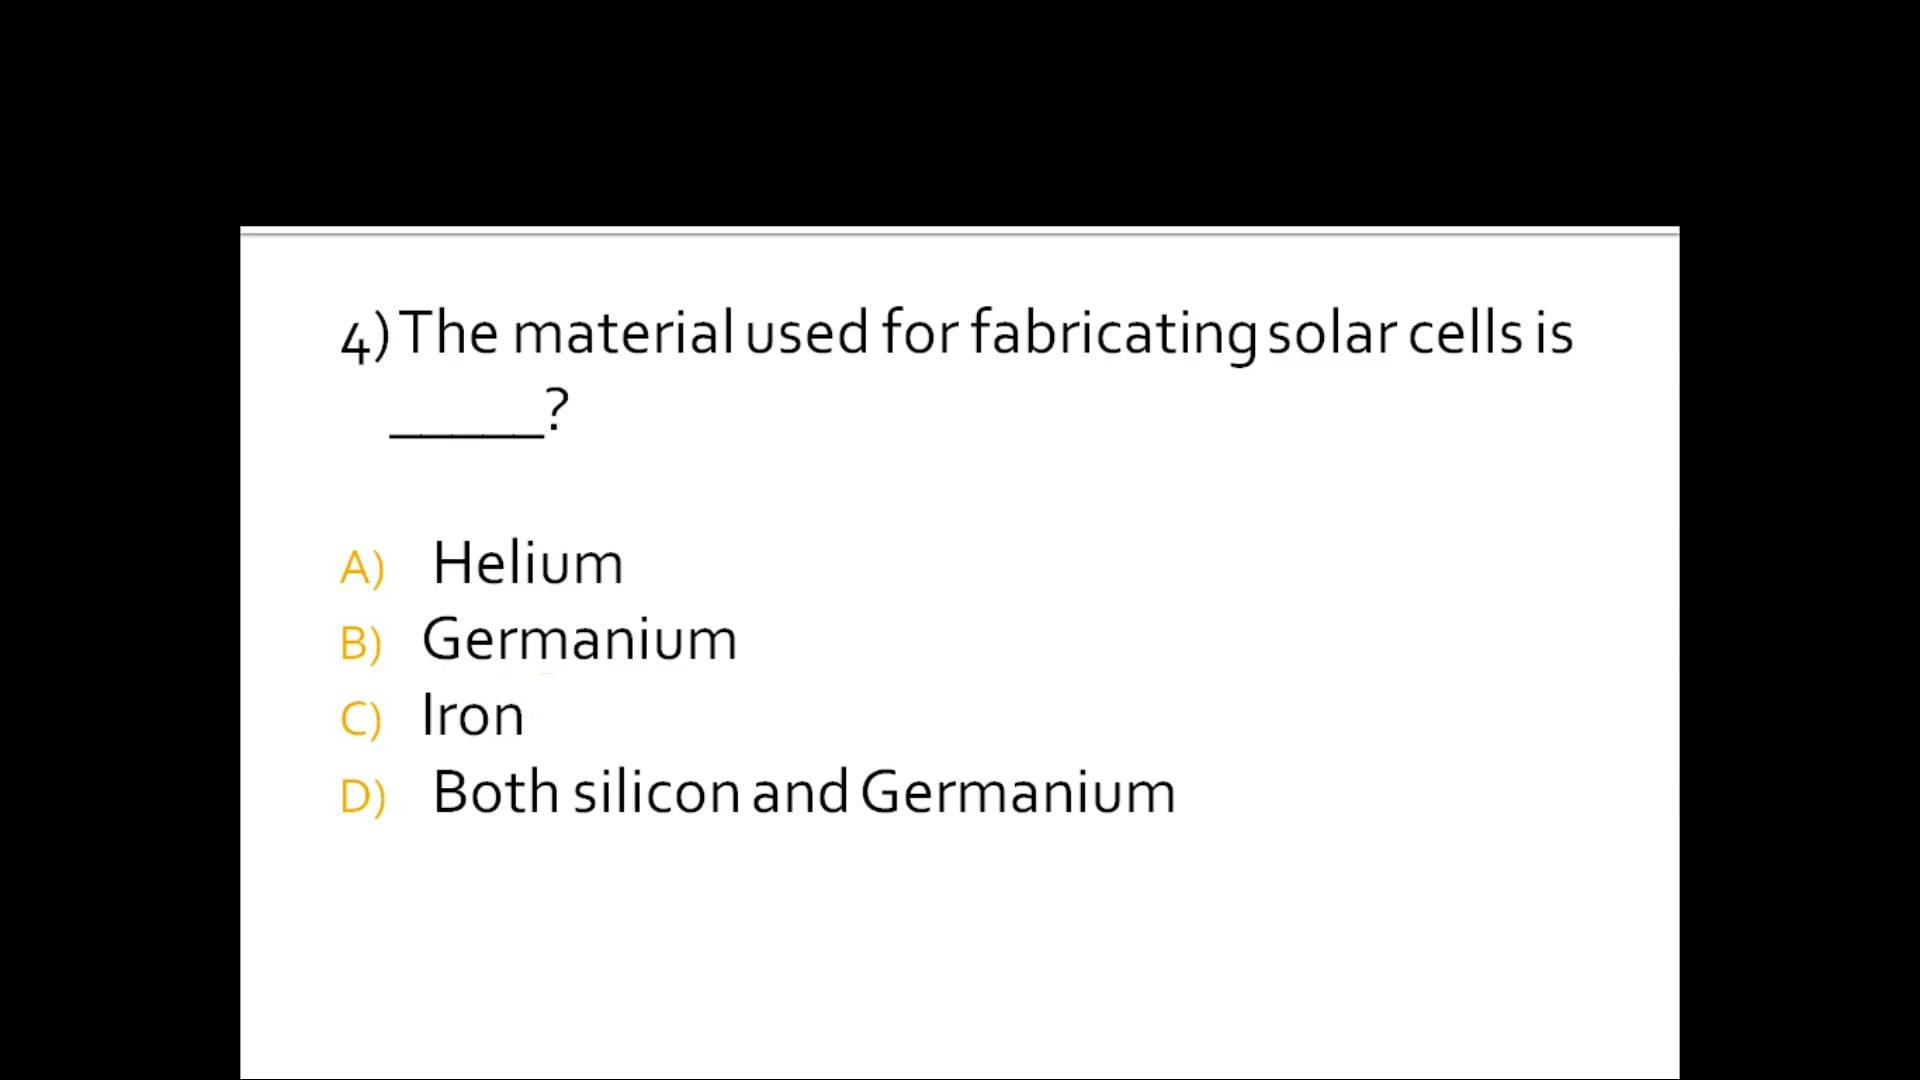 4) The material used for fabricating solar cells is
_____?
A) Helium
B) Germanium
C) Iron
D) Both silicon and Germanium